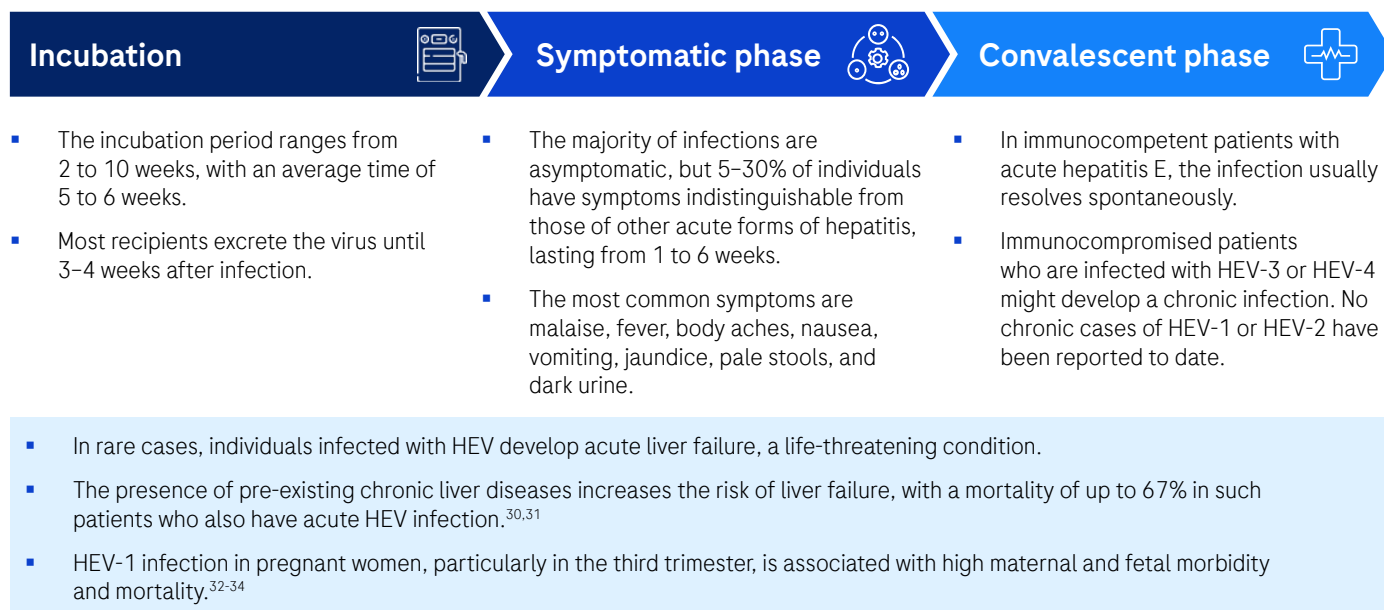 Incubation
Symptomatic phase
Convalescent phase
▪ The incubation period ranges from
2 to 10 weeks, with an average time of
5 to 6 weeks.
▪ Most recipients excrete the virus until
3–4 weeks after infection.
▪ The majority of infections are
asymptomatic, but 5–30% of individuals
have symptoms indistinguishable from
those of other acute forms of hepatitis,
lasting from 1 to 6 weeks.
▪ The most common symptoms are
malaise, fever, body aches, nausea,
vomiting, jaundice, pale stools, and
dark urine.
▪ In immunocompetent patients with
acute hepatitis E, the infection usually
resolves spontaneously.
▪ Immunocompromised patients
who are infected with HEV-3 or HEV-4
might develop a chronic infection. No
chronic cases of HEV-1 or HEV-2 have
been reported to date.
▪ In rare cases, individuals infected with HEV develop acute liver failure, a life-threatening condition.
▪ The presence of pre-existing chronic liver diseases increases the risk of liver failure, with a mortality of up to 67% in such
patients who also have acute HEV infection.30,31
▪ HEV-1 infection in pregnant women, particularly in the third trimester, is associated with high maternal and fetal morbidity
and mortality.32-34